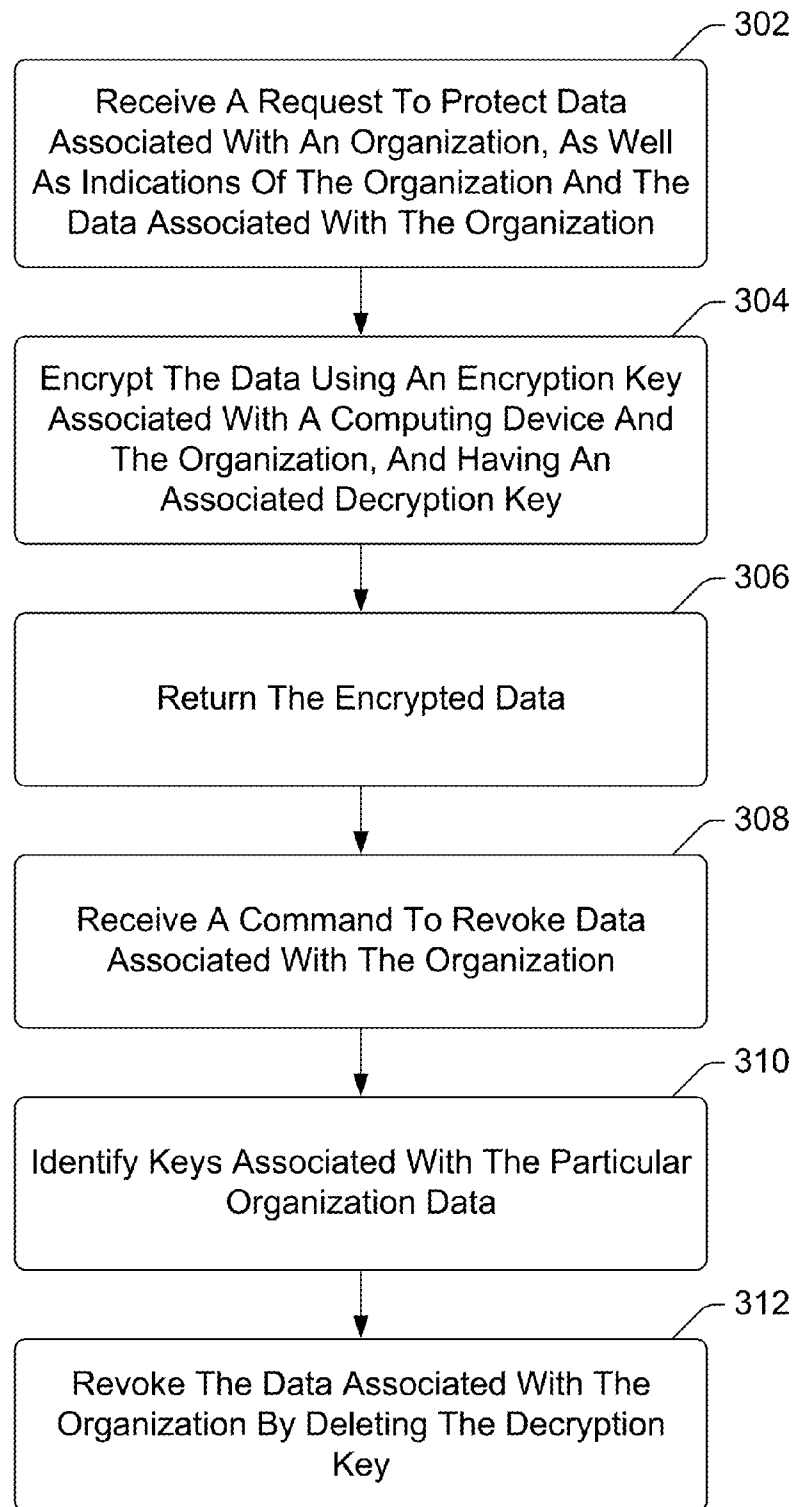 302
Receive A Request To Protect Data
Associated With An Organization, As Well
As Indications Of The Organization And The
Data Associated With The Organization
304
Encrypt The Data Using An Encryption Key
Associated With A Computing Device And
The Organization, And Having An
Associated Decryption Key
306
Return The Encrypted Data
308
Receive A Command To Revoke Data
Associated With The Organization
310
Identify Keys Associated With The Particular
Organization Data
312
Revoke The Data Associated With The
Organization By Deleting The Decryption
Key